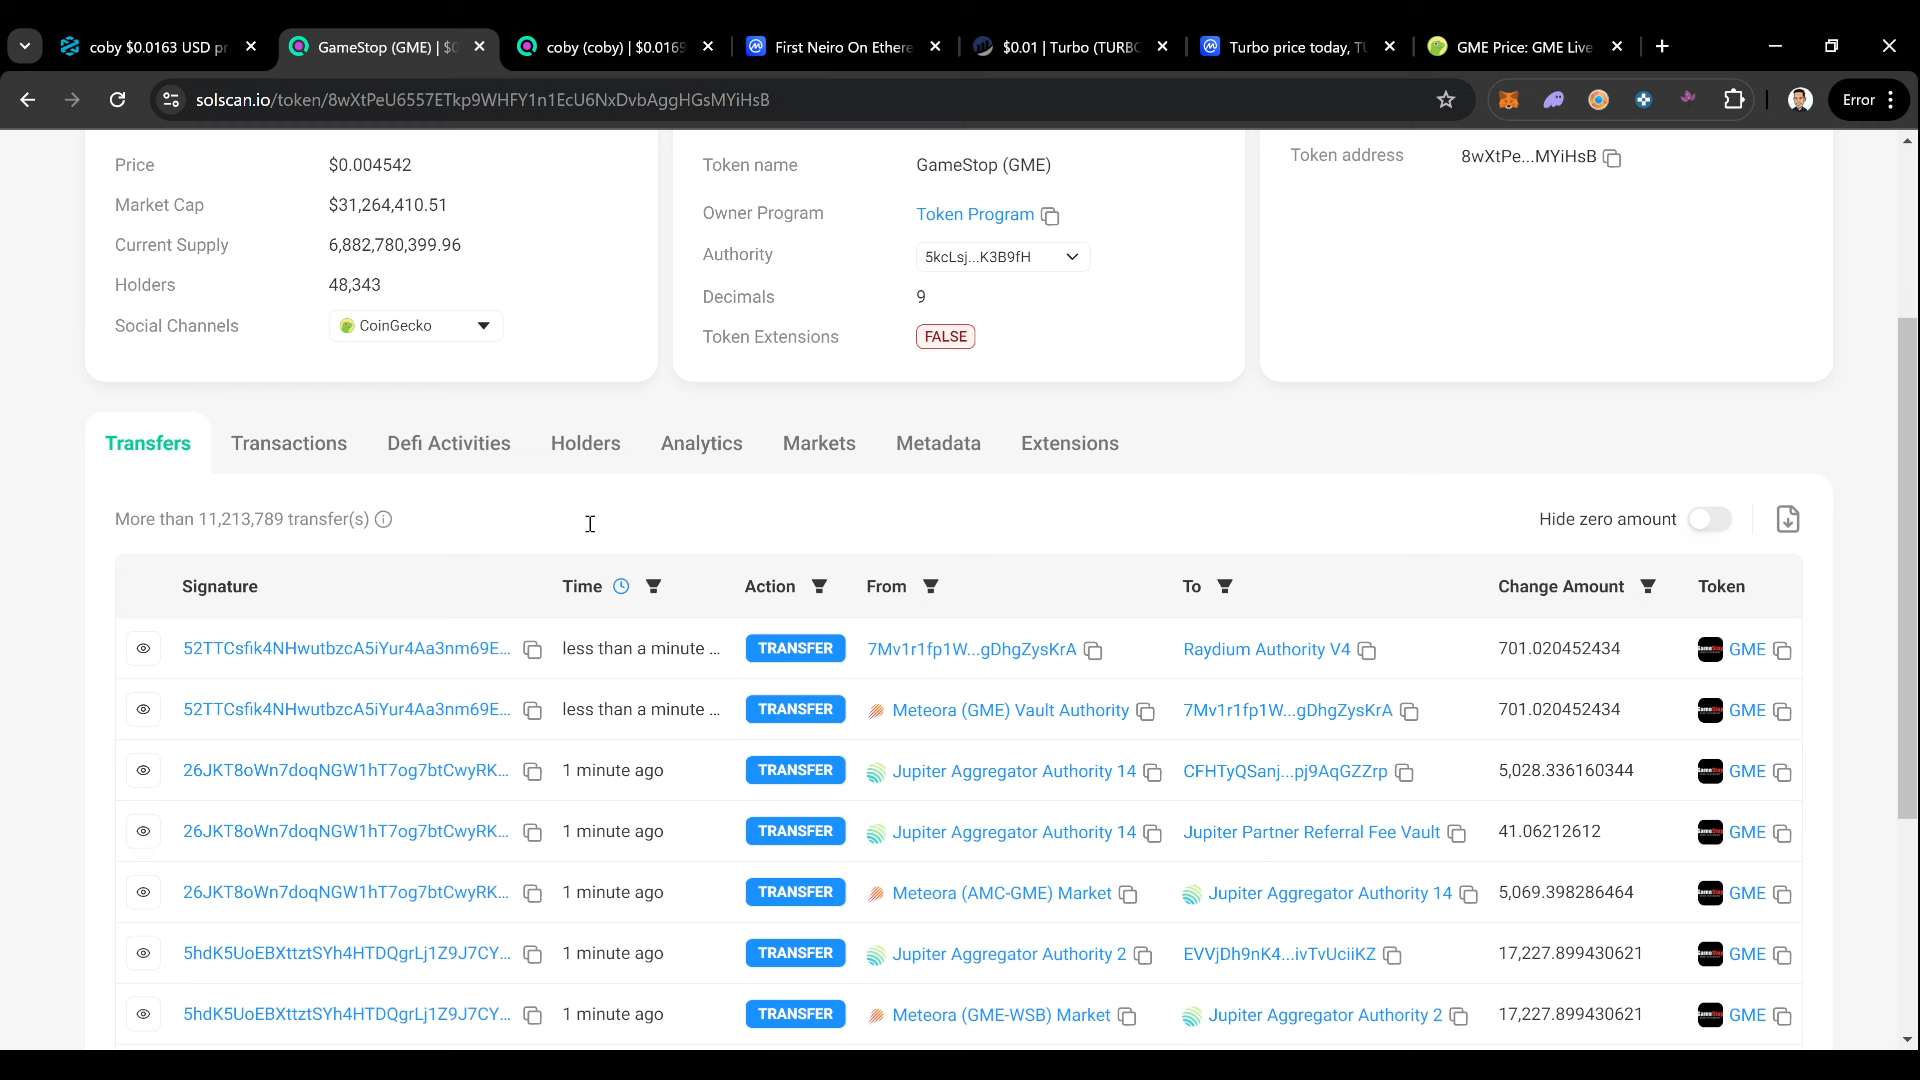 coby $0.0163 USD pr
GameStop (GME) | $0
coby (coby) | $0.0169
First Neiro On Ethere
$0.01 | Turbo (TURBO
Turbo price today, TU
GME Price: GME Live
solscan.io/token/8wXtPeU6557ETkp9WHFY1n1EcU6NxDvbAggHGsMYiHsB
Error
Price $0.004542
Market Cap $31,264,410.51
Current Supply 6,882,780,399.96
Holders 48,343
Social Channels CoinGecko
Token name GameStop (GME)
Owner Program Token Program
Authority 5kcLsj...K3B9fH
Decimals 9
Token Extensions FALSE
Token address 8wXtPe...MYiHsB
Transfers Transactions Defi Activities Holders Analytics Markets Metadata Extensions
More than 11,213,789 transfer(s) Hide zero amount
Signature Time Action From To Change Amount Token
52TTCsfik4NHwutbzcA5iYur4Aa3nm69E... less than a minute ... TRANSFER 7Mv1r1fp1W...gDhgZysKrA Raydium Authority V4 701.020452434 GME
52TTCsfik4NHwutbzcA5iYur4Aa3nm69E... less than a minute ... TRANSFER Meteora (GME) Vault Authority 7Mv1r1fp1W...gDhgZysKrA 701.020452434 GME
26JKT8oWn7doqNGW1hT7og7btCwyRK... 1 minute ago TRANSFER Jupiter Aggregator Authority 14 CFHTyQSanj...pj9AqGZZrp 5,028.336160344 GME
26JKT8oWn7doqNGW1hT7og7btCwyRK... 1 minute ago TRANSFER Jupiter Aggregator Authority 14 Jupiter Partner Referral Fee Vault 41.06212612 GME
26JKT8oWn7doqNGW1hT7og7btCwyRK... 1 minute ago TRANSFER Meteora (AMC-GME) Market Jupiter Aggregator Authority 14 5,069.398286464 GME
5hdK5UoEBXttztSYh4HTDQgrLj1Z9J7CY... 1 minute ago TRANSFER Jupiter Aggregator Authority 2 EVVjDh9nK4...ivTvUciiKZ 17,227.899430621 GME
5hdK5UoEBXttztSYh4HTDQgrLj1Z9J7CY... 1 minute ago TRANSFER Meteora (GME-WSB) Market Jupiter Aggregator Authority 2 17,227.899430621 GME